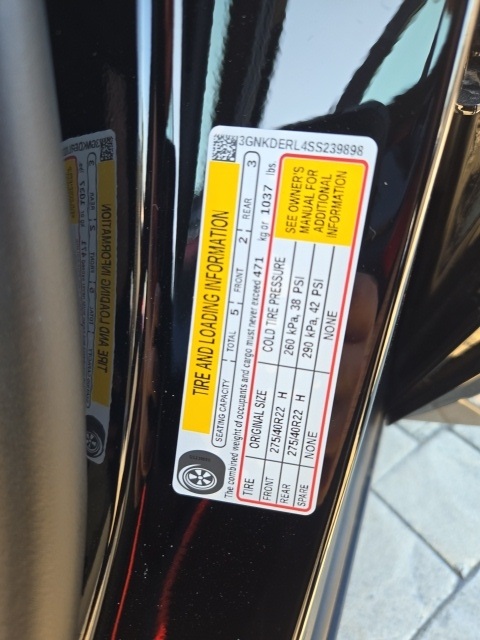 3GNKDERL4SS239898
TIRE AND LOADING INFORMATION
SEATING CAPACITY TOTAL 5 FRONT 2 REAR 3
The combined weight of occupants and cargo must never exceed 471 kg or 1037 lbs.
TIRE ORIGINAL SIZE COLD TIRE PRESSURE
FRONT 275/40R22 H 260 kPa, 38 PSI
REAR 275/40R22 H 290 kPa, 42 PSI
SPARE NONE NONE
SEE OWNER'S
MANUAL FOR
ADDITIONAL
INFORMATION